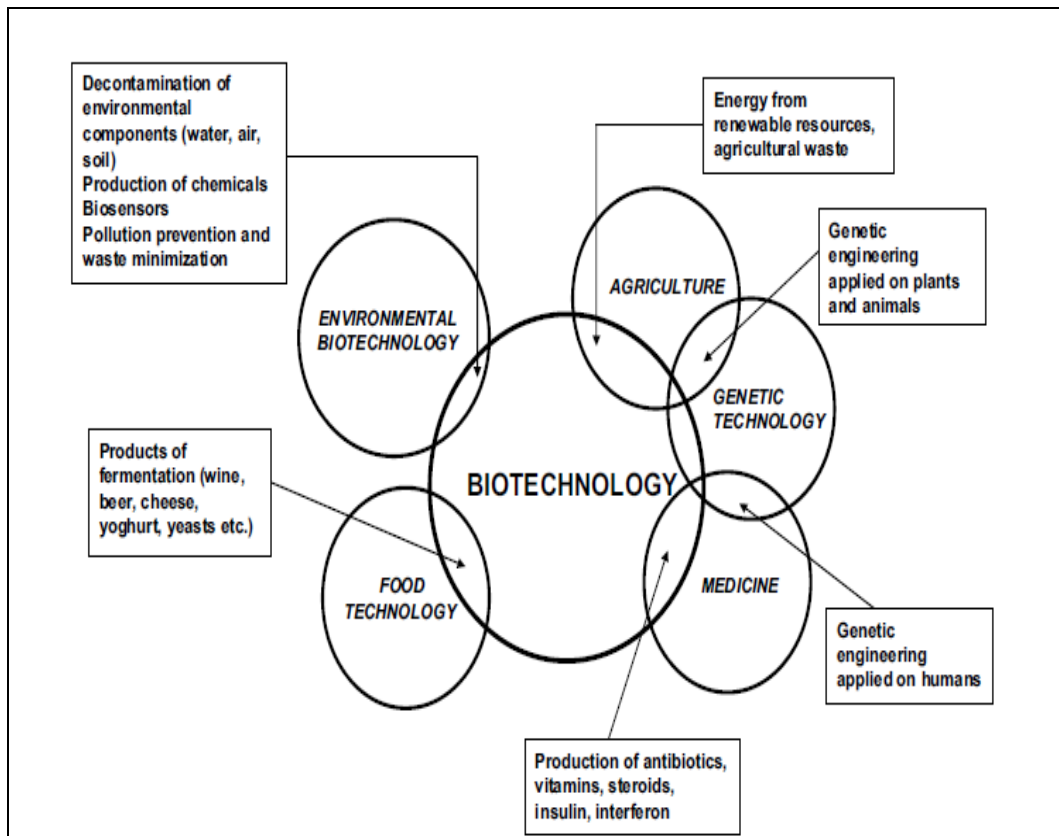 Decontamination of
environmental
components (water, air,
soil)
Production of chemicals
Biosensors
Pollution prevention and
waste minimization
Energy from
renewable resources,
agricultural waste
Genetic
engineering
applied on plants
and animals
AGRICULTURE
ENVIRONMENTAL
BIOTECHNOLOGY
GENETIC
TECHNOLOGY
Products of
fermentation (wine,
beer, cheese,
yoghurt, yeasts etc.)
BIOTECHNOLOGY
FOOD
TECHNOLOGY
MEDICINE
Genetic
engineering
applied on humans
Production of antibiotics,
vitamins, steroids,
insulin, interferon